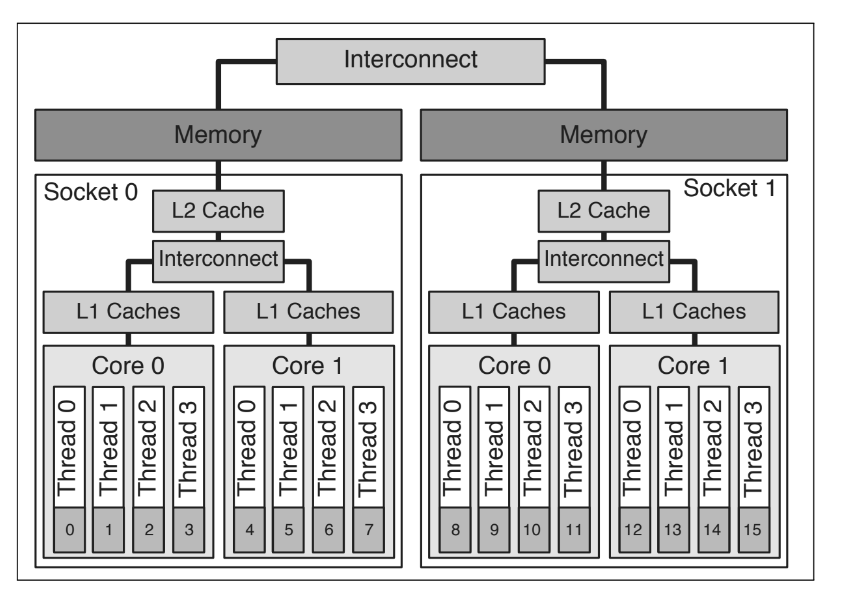 Interconnect
Memory
Memory
Socket 0
Socket 1
L2 Cache
L2 Cache
Interconnect
Interconnect
L1 Caches
L1 Caches
L1 Caches
L1 Caches
Core 0
Core 1
Core 0
Core 1
Thread 0
Thread 1
Thread 2
Thread 3
Thread 0
Thread 1
Thread 2
Thread 3
Thread 0
Thread 1
Thread 2
Thread 3
Thread 0
Thread 1
Thread 2
Thread 3
0
1
2
3
4
5
6
7
8
9
10
11
12
13
14
15